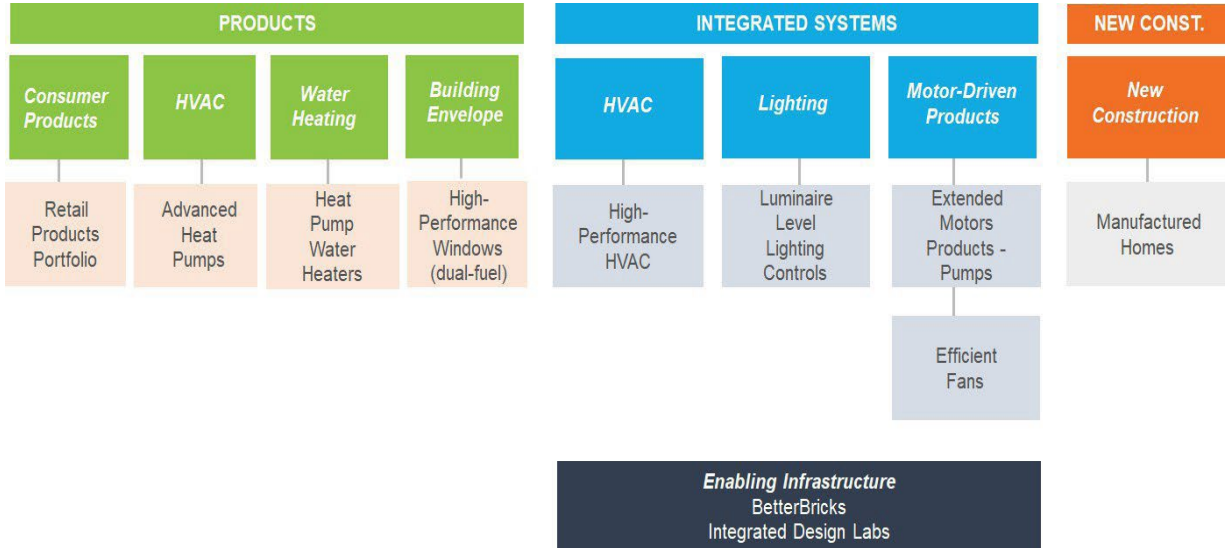 PRODUCTS
INTEGRATED SYSTEMS
NEW CONST.
Consumer
Products
HVAC
Water
Heating
Building
Envelope
HVAC
Lighting
Motor-Driven
Products
New
Construction
Retail
Products
Portfolio
Advanced
Heat
Pumps
Heat
Pump
Water
Heaters
High-
Performance
Windows
(dual-fuel)
High-
Performance
HVAC
Luminaire
Level
Lighting
Controls
Extended
Motors
Products -
Pumps
Manufactured
Homes
Efficient
Fans
Enabling Infrastructure
BetterBricks
Integrated Design Labs